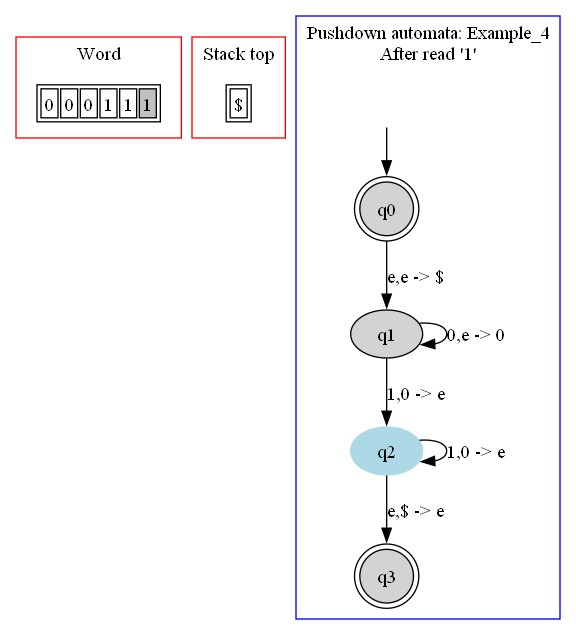 Word
0 0 0 1 1 1
Stack top
$
Pushdown automata: Example_4
After read '1'
q0
e,e -> $
q1
0,e -> 0
1,0 -> e
q2
1,0 -> e
e,$ -> e
q3